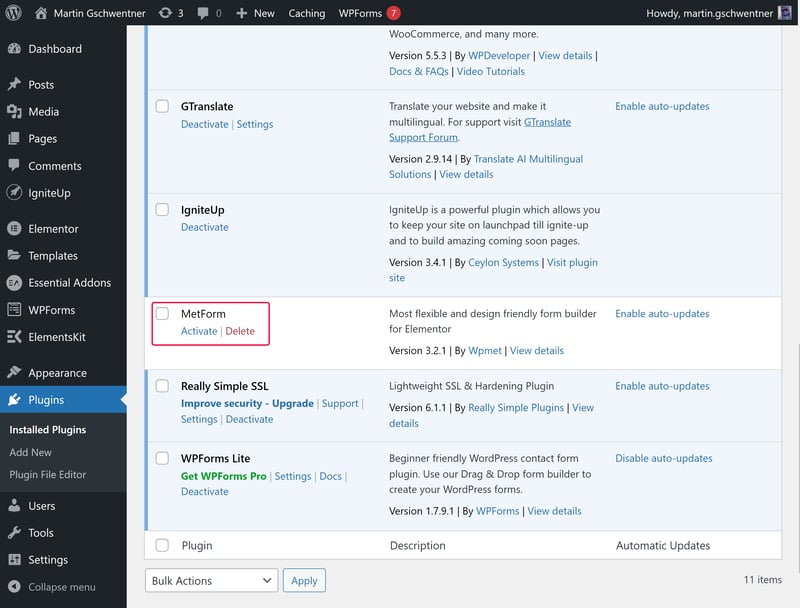 Martin Gschwentner 3 0 New Caching WPForms 7 Howdy, martin.gschwentner
Dashboard
Posts
Media
Pages
Comments
IgniteUp
Elementor
Templates
Essential Addons
WPForms
ElementsKit
Appearance
Plugins
Installed Plugins
Add New
Plugin File Editor
Users
Tools
Settings
Collapse menu
WooCommerce, and many more.
Version 5.5.3 | By WPDeveloper | View details |
Docs & FAQs | Video Tutorials
GTranslate
Deactivate | Settings
Translate your website and make it
multilingual. For support visit GTranslate
Support Forum.
Version 2.9.14 | By Translate AI Multilingual
Solutions | View details
Enable auto-updates
IgniteUp
Deactivate
IgniteUp is a powerful plugin which allows you
to keep your site on launchpad till ignite-up
and to build amazing coming soon pages.
Version 3.4.1 | By Ceylon Systems | Visit plugin
site
MetForm
Activate | Delete
Most flexible and design friendly form builder
for Elementor
Version 3.2.1 | By Wpmet | View details
Enable auto-updates
Really Simple SSL
Improve security - Upgrade | Support |
Settings | Deactivate
Lightweight SSL & Hardening Plugin
Version 6.1.1 | By Really Simple Plugins | View
details
Enable auto-updates
WPForms Lite
Get WPForms Pro | Settings | Docs |
Deactivate
Beginner friendly WordPress contact form
plugin. Use our Drag & Drop form builder to
create your WordPress forms.
Version 1.7.9.1 | By WPForms | View details
Disable auto-updates
Plugin Description Automatic Updates
Bulk Actions Apply 11 items